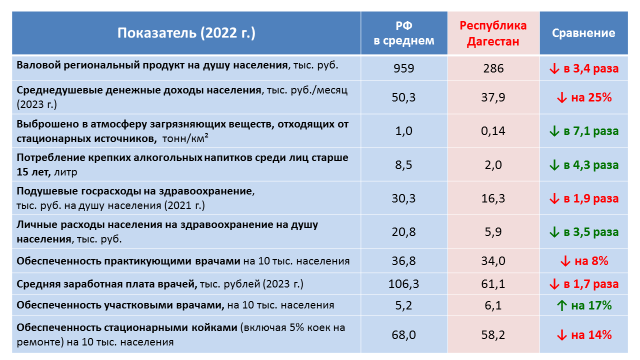 Показатель (2022 г.)
РФ
в среднем
Республика
Дагестан
Сравнение
Валовой региональный продукт на душу населения, тыс. руб.
959
286
↓ в 3,4 раза
Среднедушевые денежные доходы населения, тыс. руб./месяц
(2023 г.)
50,3
37,9
↓ на 25%
Выброшено в атмосферу загрязняющих веществ, отходящих от
стационарных источников, тонн/км²
1,0
0,14
↓ в 7,1 раза
Потребление крепких алкогольных напитков среди лиц старше
15 лет, литр
8,5
2,0
↓ в 4,3 раза
Подушевые госрасходы на здравоохранение,
тыс. руб. на душу населения (2021 г.)
30,3
16,3
↓ в 1,9 раза
Личные расходы населения на здравоохранение на душу
населения, тыс. руб.
20,8
5,9
↓ в 3,5 раза
Обеспеченность практикующими врачами на 10 тыс. населения
36,8
34,0
↓ на 8%
Средняя заработная плата врачей, тыс. рублей (2023 г.)
106,3
61,1
↓ в 1,7 раза
Обеспеченность участковыми врачами, на 10 тыс. населения
5,2
6,1
↑ на 17%
Обеспеченность стационарными койками (включая 5% коек на
ремонте) на 10 тыс. населения
68,0
58,2
↓ на 14%